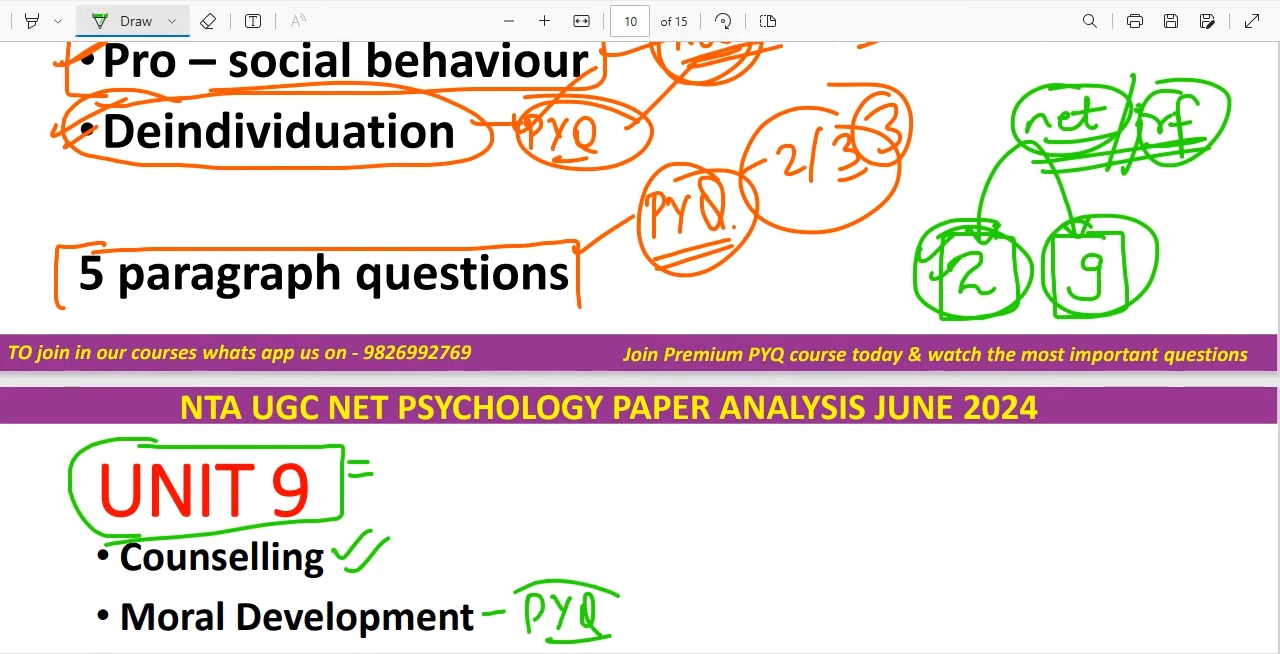 Draw
10 of 15
• Pro – social behaviour
• Deindividuation PYQ 2/33 net/jrf
PYQ.
5 paragraph questions 2 9
TO join in our courses whats app us on - 9826992769 Join Premium PYQ course today & watch the most important questions
NTA UGC NET PSYCHOLOGY PAPER ANALYSIS JUNE 2024
UNIT 9 =
• Counselling
• Moral Development – PYQ